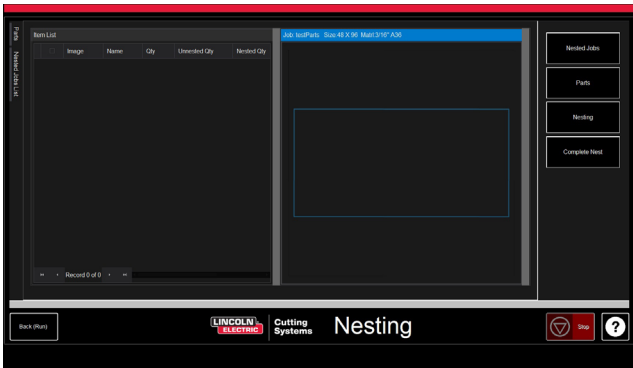 Parts
Nested Jobs List
Item List
Image Name Qty Unnested Qty Nested Qty
Record 0 of 0
Job: testParts Size:48 X 96 Matrl:3/16" A36
Nested Jobs
Parts
Nesting
Complete Nest
Back (Run)
LINCOLN
ELECTRIC
Cutting
Systems
Nesting
Stop
?